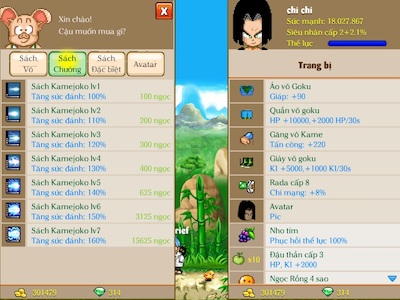 Xin chào!
Cậu muốn mua gì?
Sách
Võ
Sách
Chưởng
Sách
Đặc biệt
Avatar
Sách Kamejoko lv1
Tăng sức đánh: 100%
100 ngọc
Sách Kamejoko lv2
Tăng sức đánh: 110%
200 ngọc
Sách Kamejoko lv3
Tăng sức đánh: 120%
300 ngọc
Sách Kamejoko lv4
Tăng sức đánh: 130%
400 ngọc
Sách Kamejoko lv5
Tăng sức đánh: 140%
625 ngọc
Sách Kamejoko lv6
Tăng sức đánh: 150%
3125 ngọc
Sách Kamejoko lv7
Tăng sức đánh: 160%
15625 ngọc
301479
314
rief
chi chi
Sức mạnh: 18.027.867
Siêu nhân cấp 2+2.1%
Thể lực
Trang bị
Áo võ Goku
Giáp: +90
Quần võ goku
HP +10000,+2000 HP/30s
Găng võ Kame
Tấn công: +220
Giày võ goku
KI +5000,+1000 KI/30s
Rada cấp 8
Chí mạng: +8%
Avatar
Pic
Nho tím
Phục hồi thể lực 100%
x10
Đậu thần cấp 3
HP, KI +2000
Ngọc Rồng 4 sao
301479
314